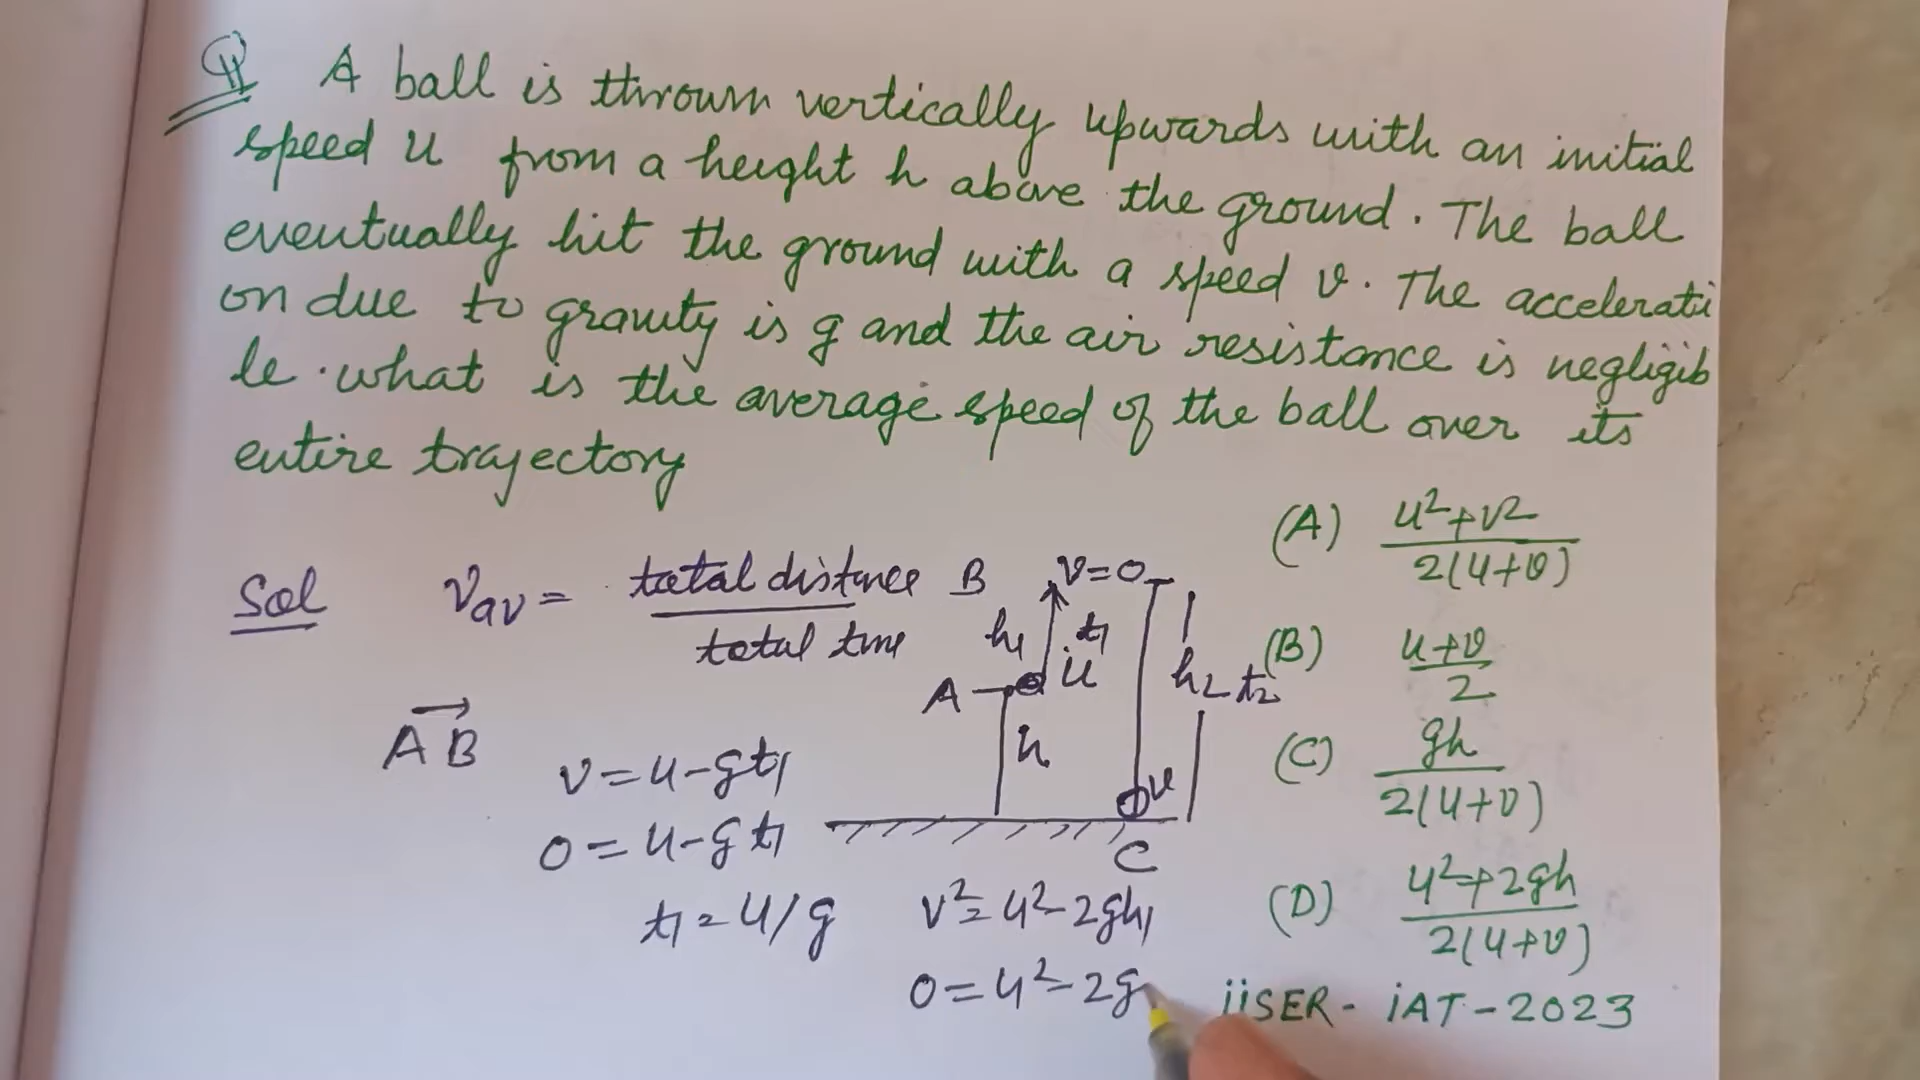 Q A ball is thrown vertically upwards with an initial
speed u from a height h above the ground. The ball
eventually hit the ground with a speed v. The accelerati
on due to gravity is g and the air resistance is negligib
le. what is the average speed of the ball over its
entire trajectory
(A) u²+v² / 2(u+v)
(B) u+v / 2
(C) gh / 2(u+v)
(D) u²+2gh / 2(u+v)
iiSER - iAT - 2023
Sol Vav = total distance / total time
B v=0
h1 t1
A u
h
h2 t2
v
C
AB
v=u-gt1
0=u-gt1
t1=u/g
v²=u²-2gh1
0=u²-2g